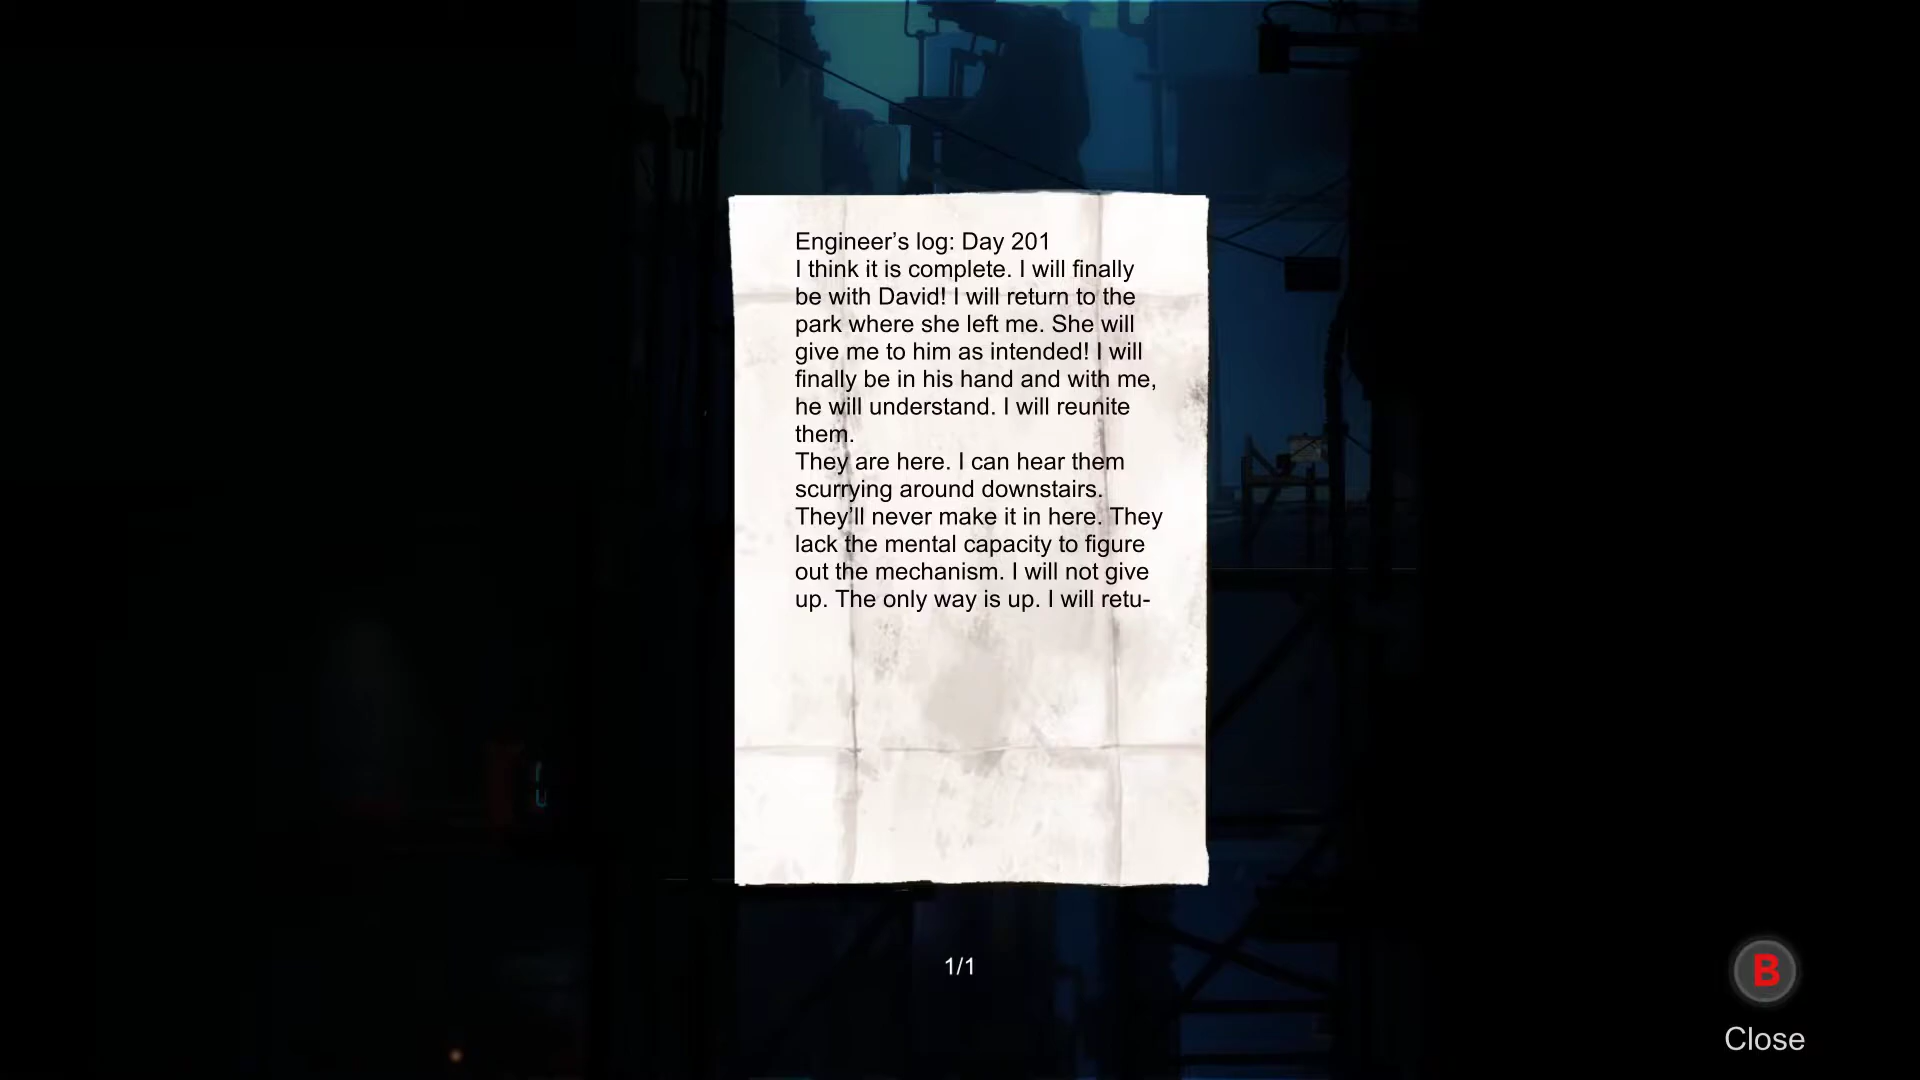 Engineer’s log: Day 201
I think it is complete. I will finally
be with David! I will return to the
park where she left me. She will
give me to him as intended! I will
finally be in his hand and with me,
he will understand. I will reunite
them.
They are here. I can hear them
scurrying around downstairs.
They’ll never make it in here. They
lack the mental capacity to figure
out the mechanism. I will not give
up. The only way is up. I will retu-
1/1
B
Close